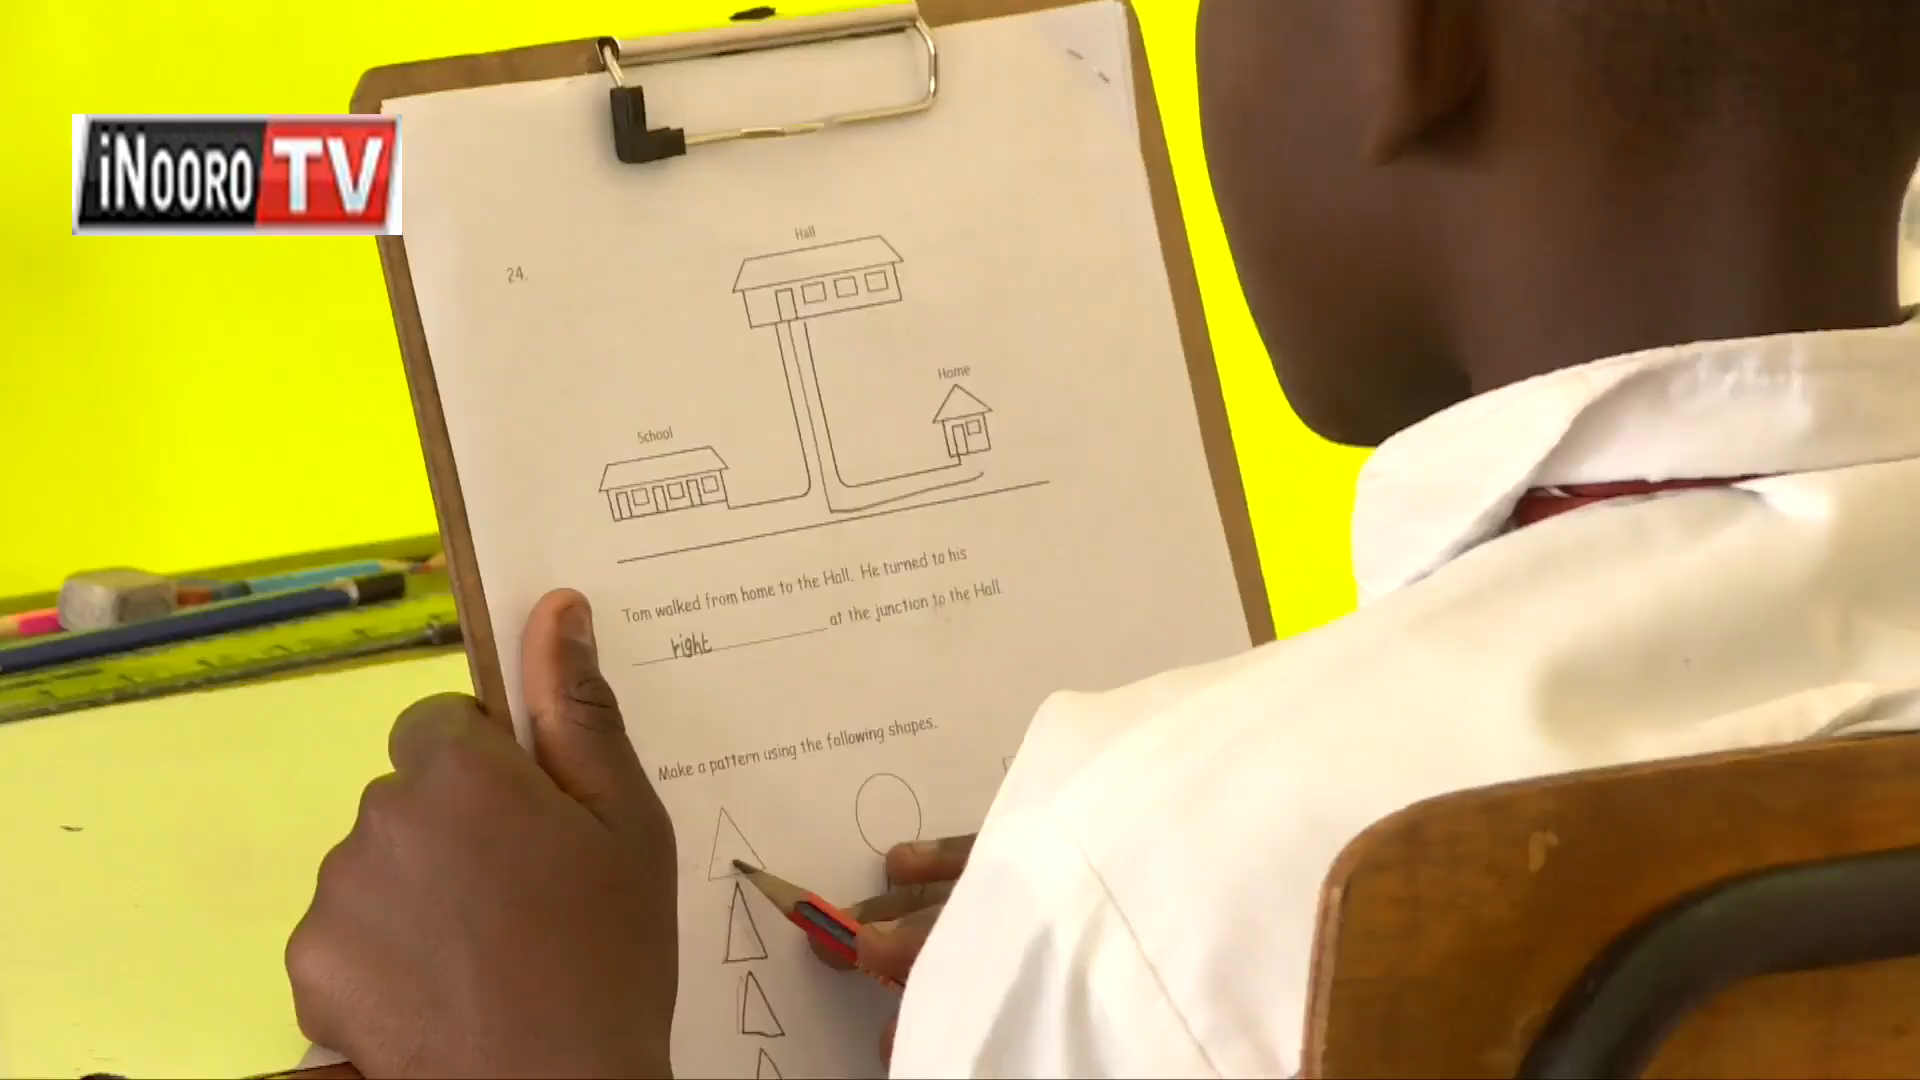 iNOORO TV
Hall
24.
Home
School
Tom walked from home to the Hall. He turned to his
right at the junction to the Hall.
Make a pattern using the following shapes.